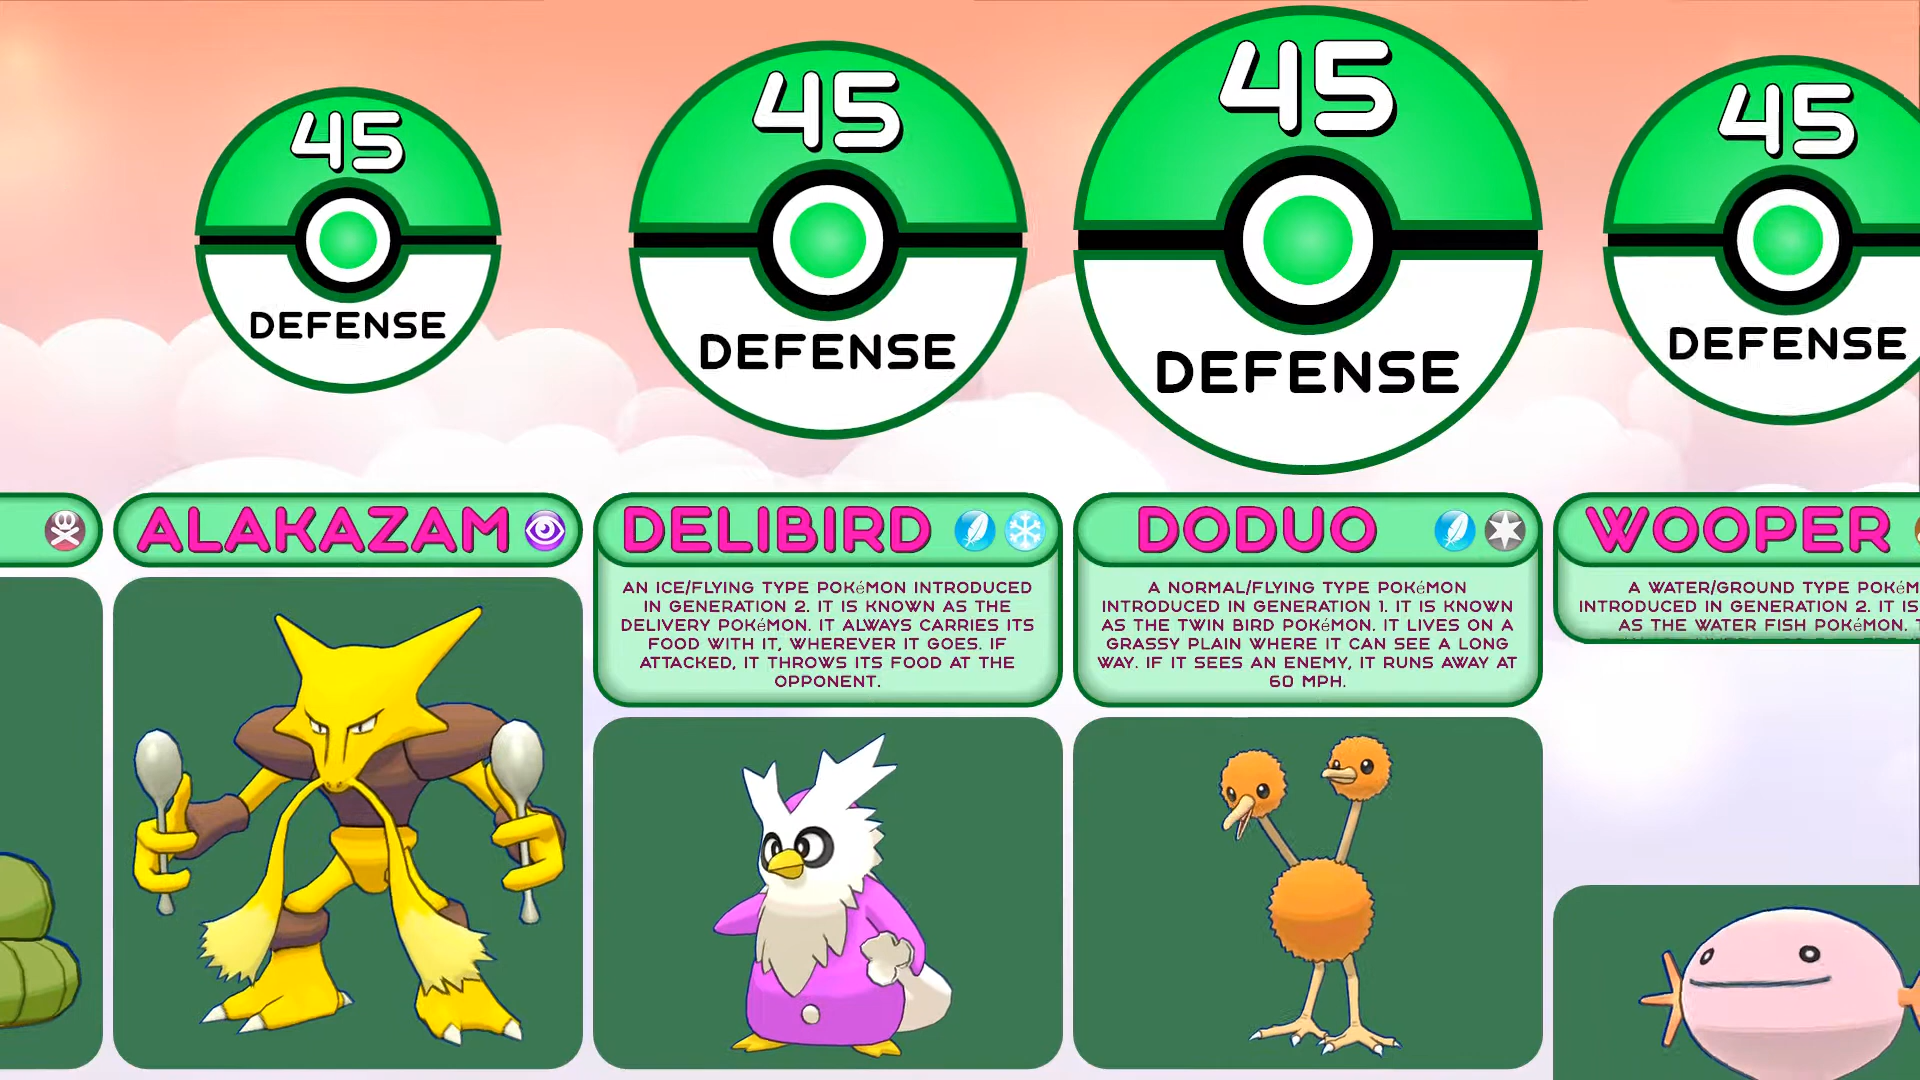 45
DEFENSE
45
DEFENSE
45
DEFENSE
45
DEFENSE
ALAKAZAM
DELIBIRD
AN ICE/FLYING TYPE POKéMON INTRODUCED
IN GENERATION 2. IT IS KNOWN AS THE
DELIVERY POKéMON. IT ALWAYS CARRIES ITS
FOOD WITH IT, WHEREVER IT GOES. IF
ATTACKED, IT THROWS ITS FOOD AT THE
OPPONENT.
DODUO
A NORMAL/FLYING TYPE POKéMON
INTRODUCED IN GENERATION 1. IT IS KNOWN
AS THE TWIN BIRD POKéMON. IT LIVES ON A
GRASSY PLAIN WHERE IT CAN SEE A LONG
WAY. IF IT SEES AN ENEMY, IT RUNS AWAY AT
60 MPH.
WOOPER
A WATER/GROUND TYPE POKéM
INTRODUCED IN GENERATION 2. IT IS
AS THE WATER FISH POKéMON.